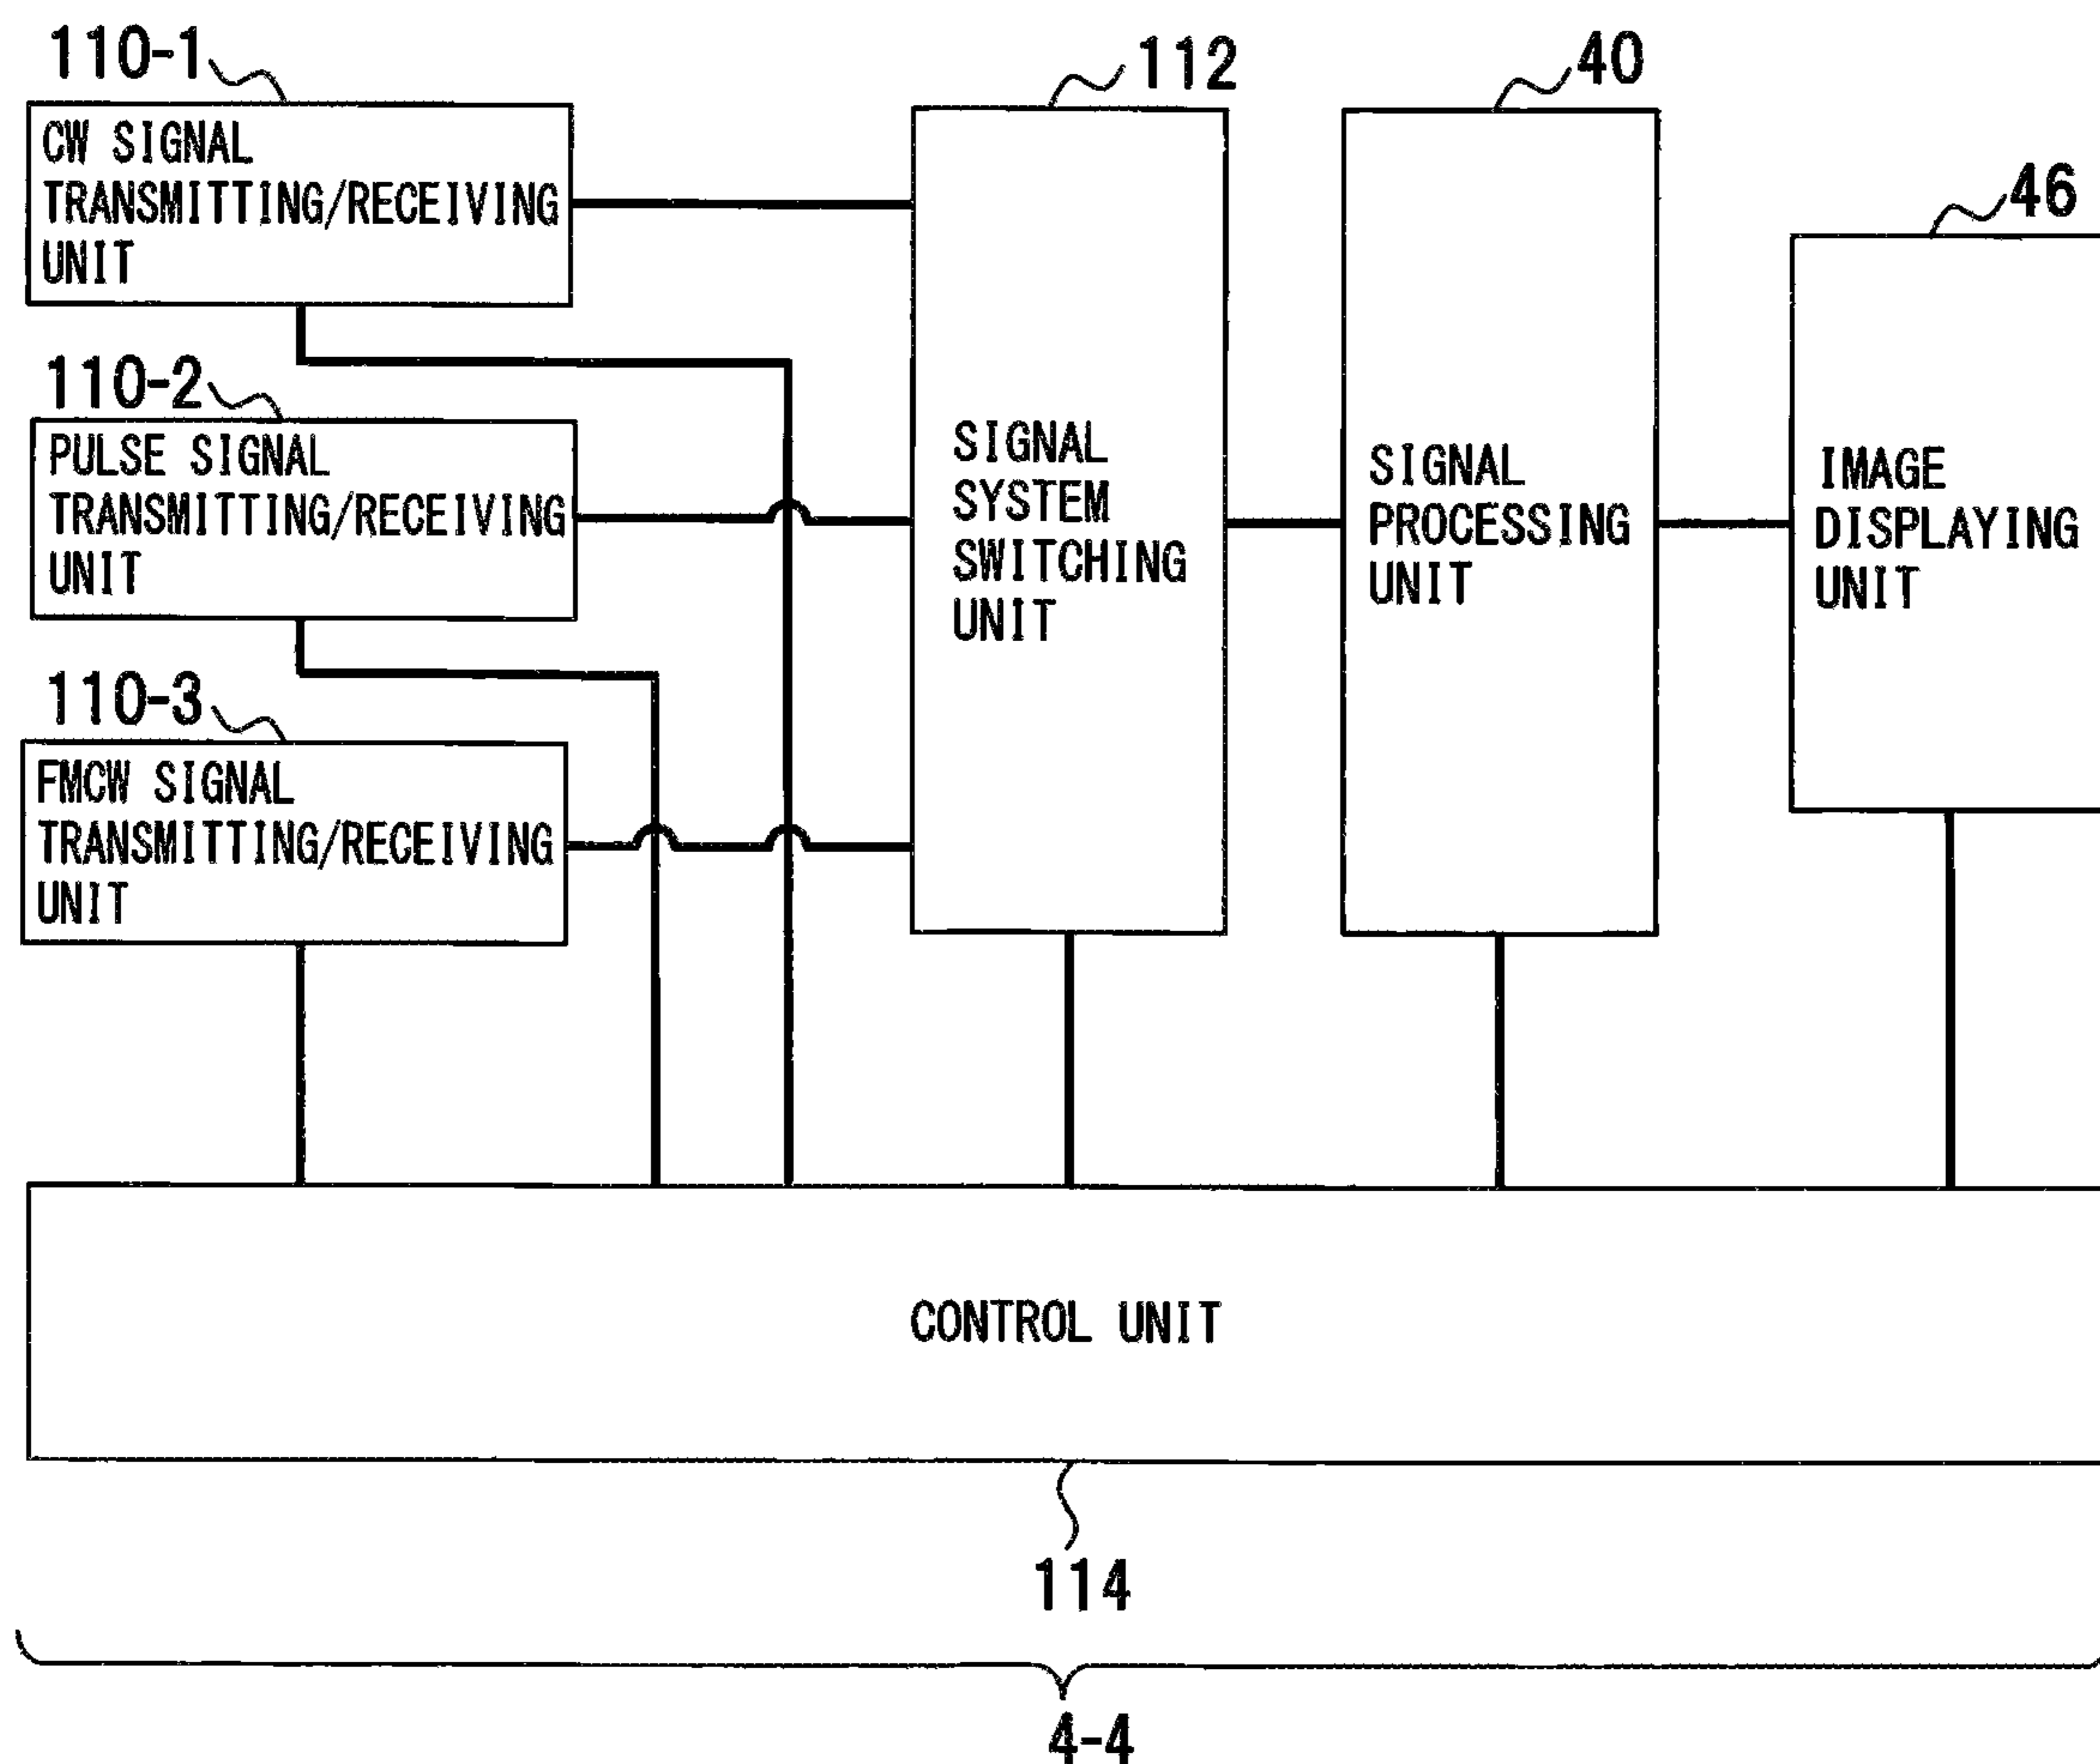 110-1
CW SIGNAL
TRANSMITTING/RECEIVING
UNIT
110-2
PULSE SIGNAL
TRANSMITTING/RECEIVING
UNIT
110-3
FMCW SIGNAL
TRANSMITTING/RECEIVING
UNIT
112
SIGNAL
SYSTEM
SWITCHING
UNIT
40
SIGNAL
PROCESSING
UNIT
46
IMAGE
DISPLAYING
UNIT
CONTROL UNIT
114
4-4